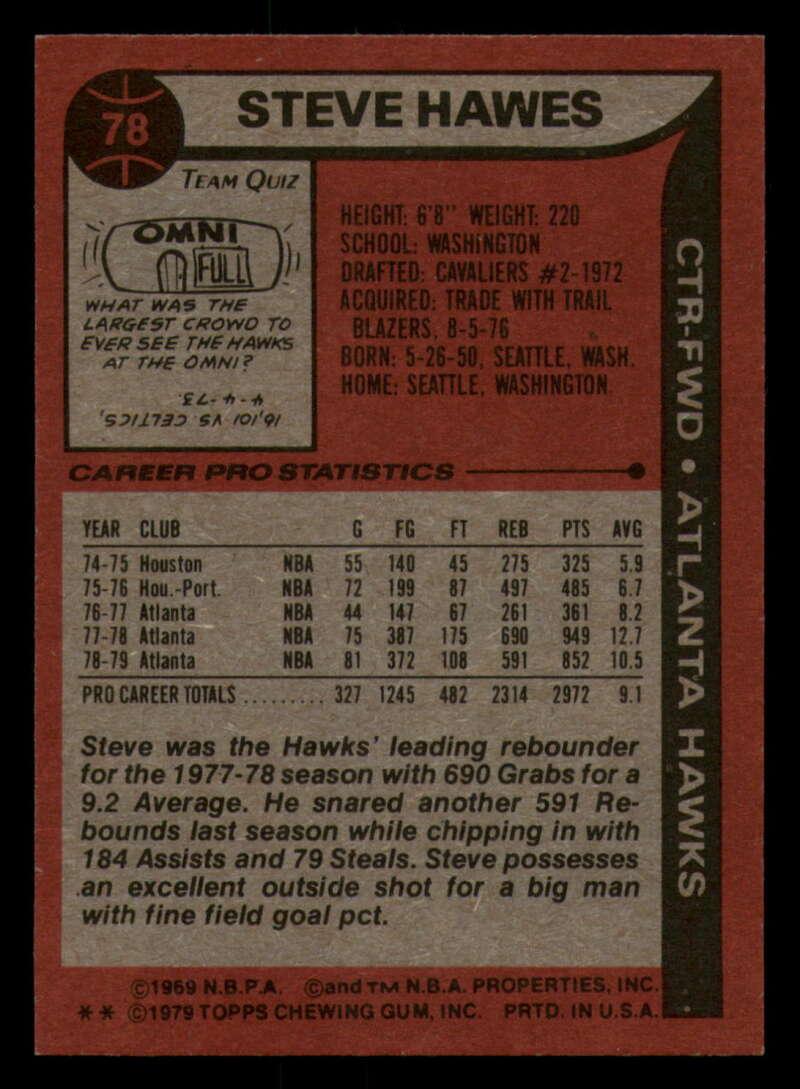 78
STEVE HAWES
TEAM QUIZ
OMNI
FULL
WHAT WAS THE
LARGEST CROWD TO
EVER SEE THE HAWKS
AT THE OMNI?
16,101 VS. CELTICS,
4-4-73
HEIGHT: 6'8" WEIGHT: 220
SCHOOL: WASHINGTON
DRAFTED: CAVALIERS #2-1972
ACQUIRED: TRADE WITH TRAIL
BLAZERS, 8-5-76
BORN: 5-26-50, SEATTLE, WASH.
HOME: SEATTLE, WASHINGTON
CTR-FWD • ATLANTA HAWKS
CAREER PRO STATISTICS
YEAR CLUB G FG FT REB PTS AVG
74-75 Houston NBA 55 140 45 275 325 5.9
75-76 Hou.-Port. NBA 72 199 87 497 485 6.7
76-77 Atlanta NBA 44 147 67 261 361 8.2
77-78 Atlanta NBA 75 387 175 690 949 12.7
78-79 Atlanta NBA 81 372 108 591 852 10.5
PRO CAREER TOTALS ......... 327 1245 482 2314 2972 9.1
Steve was the Hawks' leading rebounder
for the 1977-78 season with 690 Grabs for a
9.2 Average. He snared another 591 Re-
bounds last season while chipping in with
184 Assists and 79 Steals. Steve possesses
an excellent outside shot for a big man
with fine field goal pct.
©1969 N.B.P.A. ©and TM N.B.A. PROPERTIES, INC.
** ©1979 TOPPS CHEWING GUM, INC. PRTD. IN U.S.A.